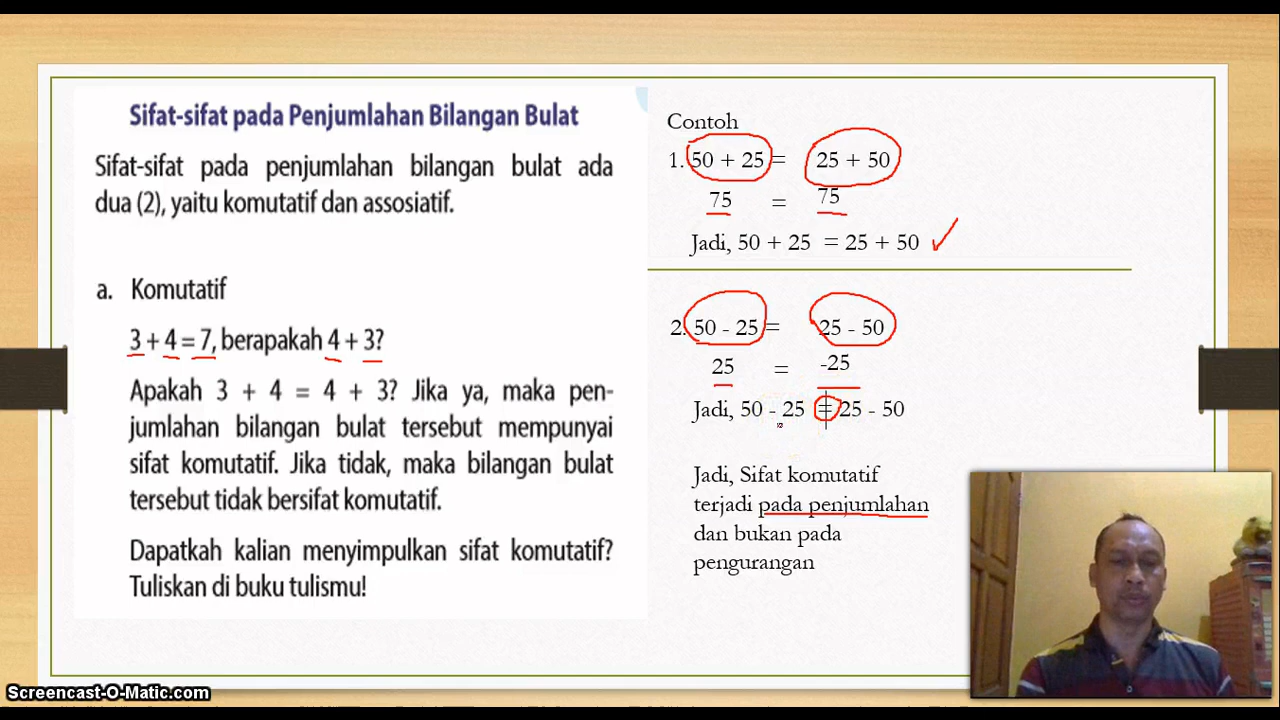 Sifat-sifat pada Penjumlahan Bilangan Bulat
Sifat-sifat pada penjumlahan bilangan bulat ada
dua (2), yaitu komutatif dan assosiatif.
a. Komutatif
3 + 4 = 7, berapakah 4 + 3?
Apakah 3 + 4 = 4 + 3? Jika ya, maka pen-
jumlahan bilangan bulat tersebut mempunyai
sifat komutatif. Jika tidak, maka bilangan bulat
tersebut tidak bersifat komutatif.
Dapatkah kalian menyimpulkan sifat komutatif?
Tuliskan di buku tulismu!
Contoh
1. 50 + 25 = 25 + 50
75 = 75
Jadi, 50 + 25 = 25 + 50
2. 50 - 25 = 25 - 50
25 = -25
Jadi, 50 - 25 = 25 - 50
Jadi, Sifat komutatif
terjadi pada penjumlahan
dan bukan pada
pengurangan
Screencast-O-Matic.com